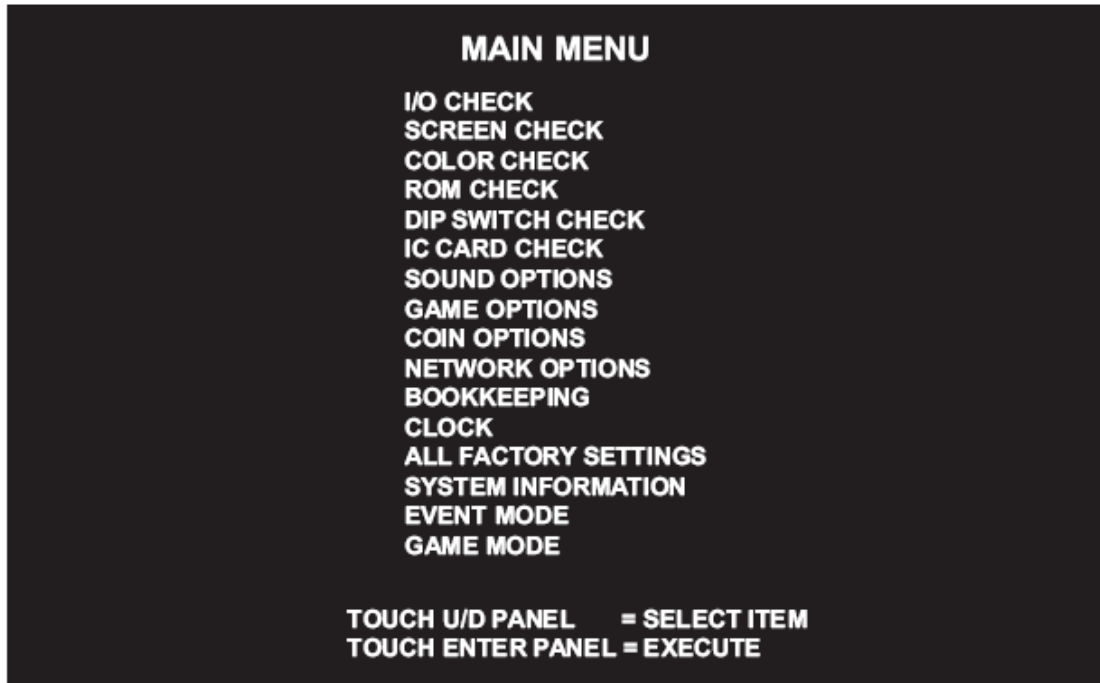 MAIN MENU
I/O CHECK
SCREEN CHECK
COLOR CHECK
ROM CHECK
DIP SWITCH CHECK
IC CARD CHECK
SOUND OPTIONS
GAME OPTIONS
COIN OPTIONS
NETWORK OPTIONS
BOOKKEEPING
CLOCK
ALL FACTORY SETTINGS
SYSTEM INFORMATION
EVENT MODE
GAME MODE
TOUCH U/D PANEL = SELECT ITEM
TOUCH ENTER PANEL = EXECUTE